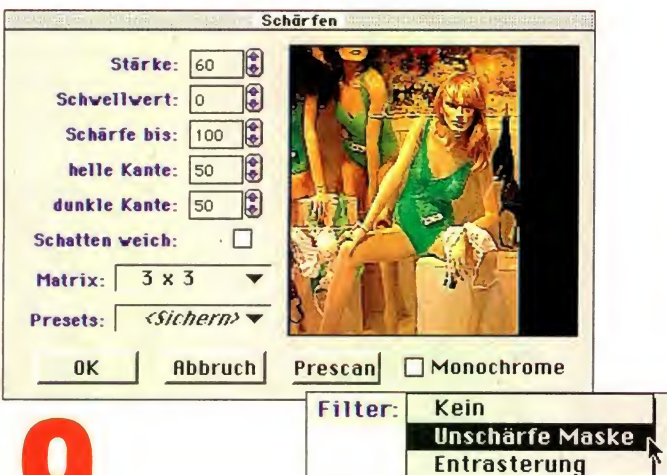 Schärfen
Stärke: 60
Schwellwert: 0
Schärfe bis: 100
helle Kante: 50
dunkle Kante: 50
Schatten weich:
Matrix: 3 x 3
Presets: <Sichern>
OK Abbruch Prescan Monochrome
Filter: Kein
Unschärfe Maske
Entrasterung
9